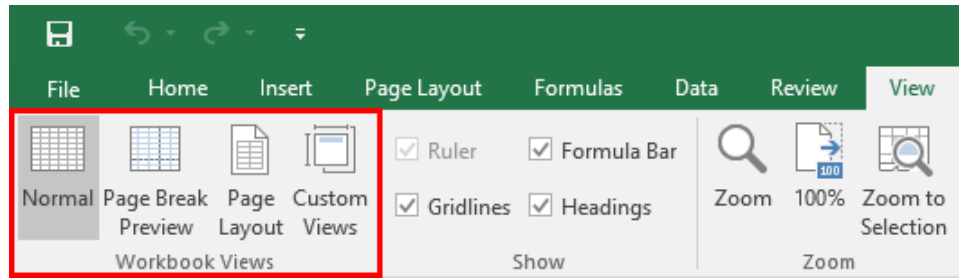 File Home Insert Page Layout Formulas Data Review View
Normal Page Break Preview Page Layout Custom Views
Workbook Views
Ruler Formula Bar
Gridlines Headings
Show
Zoom 100% Zoom to Selection
100
Zoom